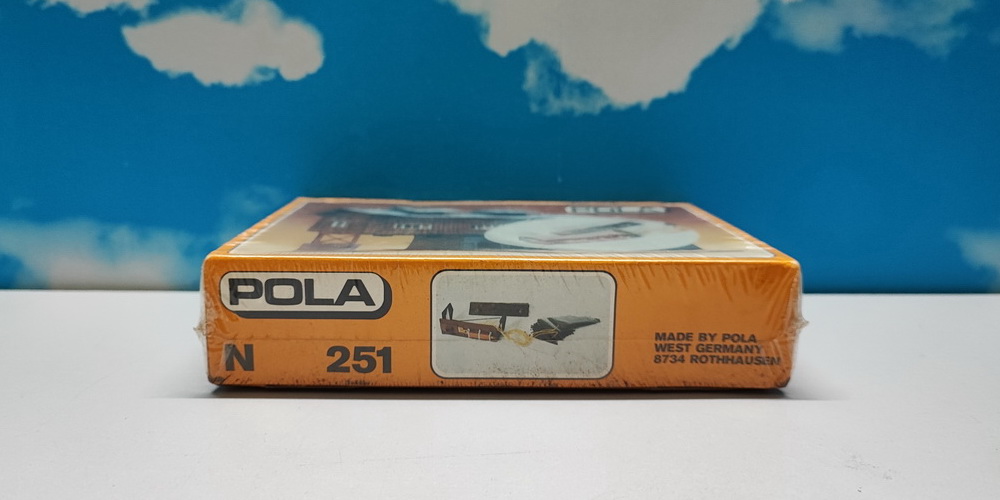 POLA
N 251
MADE BY POLA
WEST GERMANY
8734 ROTHHAUSEN